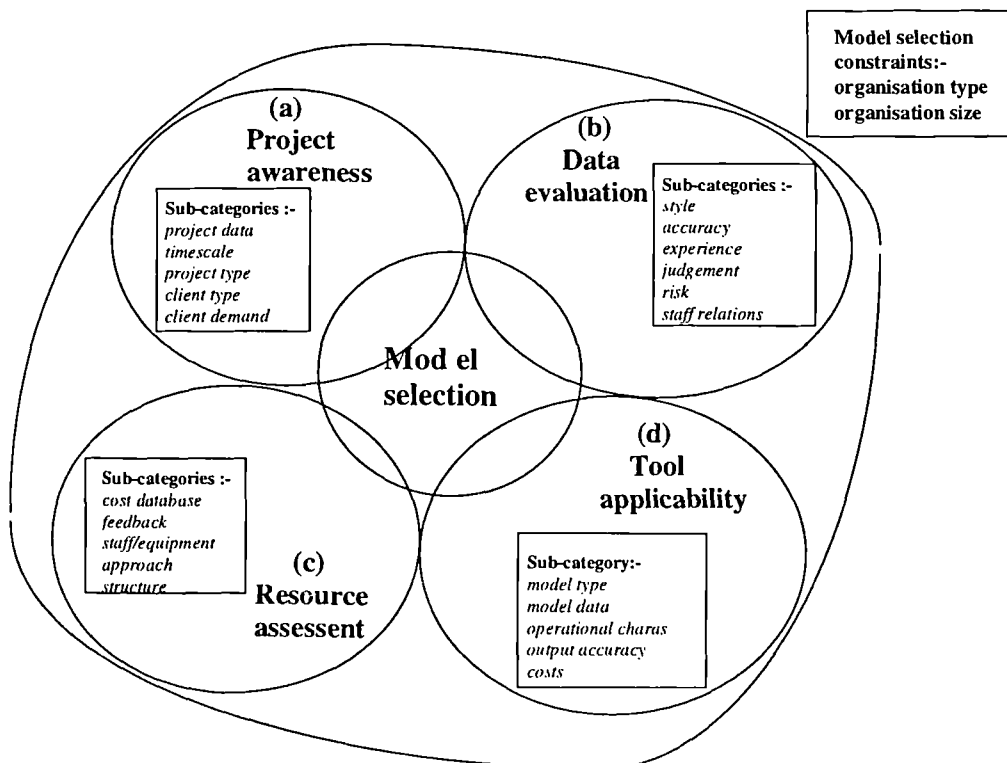 Model selection
constraints:-
organisation type
organisation size
(a)
Project
awareness
Sub-categories :-
project data
timescale
project type
client type
client demand
(b)
Data
evaluation
Sub-categories :-
style
accuracy
experience
judgement
risk
staff relations
Mod el
selection
Sub-categories :-
cost database
feedback
staff/equipment
approach
structure
(c)
Resource
assessent
(d)
Tool
applicability
Sub-category:-
model type
model data
operational charas
output accuracy
costs